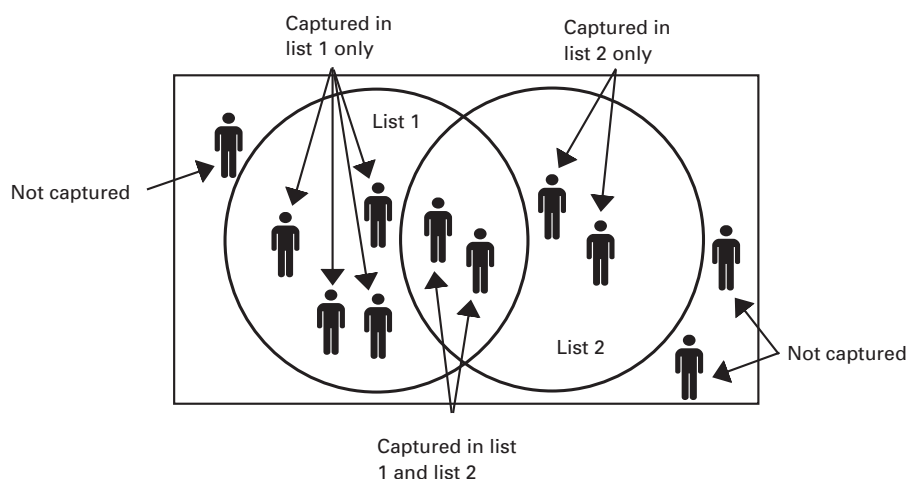 Captured in
list 1 only
Captured in
list 2 only
List 1
Not captured
List 2
Not captured
Captured in list
1 and list 2